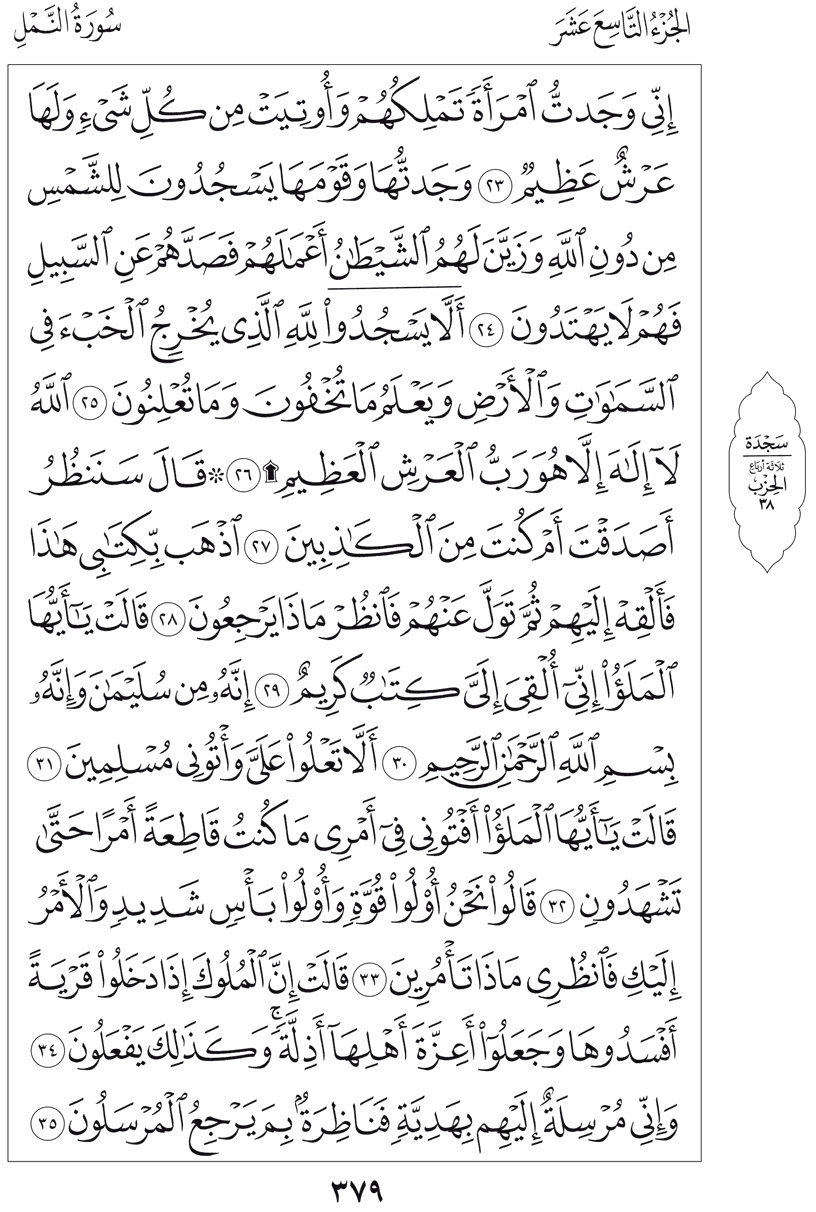 الجُزْءُ التَّاسِعَ عَشَرَ
سُورَةُ النَّمْلِ
إِنِّي وَجَدتُّ ٱمْرَأَةً تَمْلِكُهُمْ وَأُوتِيَتْ مِن كُلِّ شَىْءٍ وَلَهَا
عَرْشٌ عَظِيمٌ ٢٣ وَجَدتُّهَا وَقَوْمَهَا يَسْجُدُونَ لِلشَّمْسِ
مِن دُونِ ٱللَّهِ وَزَيَّنَ لَهُمُ ٱلشَّيْطَٰنُ أَعْمَٰلَهُمْ فَصَدَّهُمْ عَنِ ٱلسَّبِيلِ
فَهُمْ لَا يَهْتَدُونَ ٢٤ أَلَّا يَسْجُدُوا۟ لِلَّهِ ٱلَّذِى يُخْرِجُ ٱلْخَبْءَ فِى
ٱلسَّمَٰوَٰتِ وَٱلْأَرْضِ وَيَعْلَمُ مَا تُخْفُونَ وَمَا تُعْلِنُونَ ٢٥ ٱللَّهُ
لَآ إِلَٰهَ إِلَّا هُوَ رَبُّ ٱلْعَرْشِ ٱلْعَظِيمِ ۩ ٢٦ * قَالَ سَنَنظُرُ
أَصَدَقْتَ أَمْ كُنتَ مِنَ ٱلْكَٰذِبِينَ ٢٧ ٱذْهَب بِّكِتَٰبِى هَٰذَا
فَأَلْقِهْ إِلَيْهِمْ ثُمَّ تَوَلَّ عَنْهُمْ فَٱنظُرْ مَاذَا يَرْجِعُونَ ٢٨ قَالَتْ يَٰٓأَيُّهَا
ٱلْمَلَؤُا۟ إِنِّىٓ أُلْقِىَ إِلَىَّ كِتَٰبٌ كَرِيمٌ ٢٩ إِنَّهُۥ مِن سُلَيْمَٰنَ وَإِنَّهُۥ
بِسْمِ ٱللَّهِ ٱلرَّحْمَٰنِ ٱلرَّحِيمِ ٣٠ أَلَّا تَعْلُوا۟ عَلَىَّ وَأْتُونِى مُسْلِمِينَ ٣١
قَالَتْ يَٰٓأَيُّهَا ٱلْمَلَؤُا۟ أَفْتُونِى فِىٓ أَمْرِى مَا كُنتُ قَاطِعَةً أَمْرًا حَتَّىٰ
تَشْهَدُونِ ٣٢ قَالُوا۟ نَحْنُ أُو۟لُوا۟ قُوَّةٍ وَأُو۟لُوا۟ بَأْسٍ شَدِيدٍ وَٱلْأَمْرُ
إِلَيْكِ فَٱنظُرِى مَاذَا تَأْمُرِينَ ٣٣ قَالَتْ إِنَّ ٱلْمُلُوكَ إِذَا دَخَلُوا۟ قَرْيَةً
أَفْسَدُوهَا وَجَعَلُوٓا۟ أَعِزَّةَ أَهْلِهَآ أَذِلَّةً ۚ وَكَذَٰلِكَ يَفْعَلُونَ ٣٤
وَإِنِّى مُرْسِلَةٌ إِلَيْهِم بِهَدِيَّةٍ فَنَاظِرَةٌۢ بِمَ يَرْجِعُ ٱلْمُرْسَلُونَ ٣٥
سَجْدَة
ثلاثة أرباع
الحِزْب
٣٨
٣٧٩